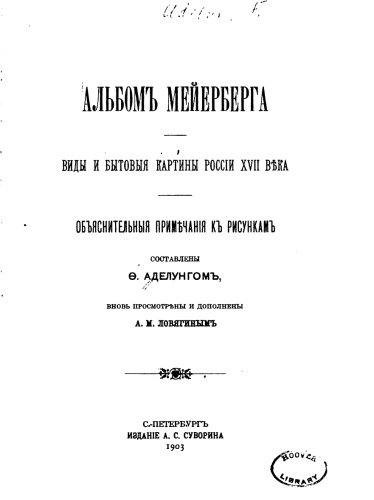 АЛЬБОМЪ МЕЙЕРБЕРГА
ВИДЫ И БЫТОВЫЯ КАРТИНЫ РОССІИ XVII ВѢКА
ОБЪЯСНИТЕЛЬНЫЯ ПРИМѢЧАНІЯ КЪ РИСУНКАМЪ
СОСТАВЛЕНЫ
Ѳ. АДЕЛУНГОМЪ,
ВНОВЬ ПРОСМОТРѢНЫ И ДОПОЛНЕНЫ
А. М. ЛОВЯГИНЫМЪ
С.-ПЕТЕРБУРГЪ
ИЗДАНІЕ А. С. СУВОРИНА
1903
HOOVER
LIBRARY